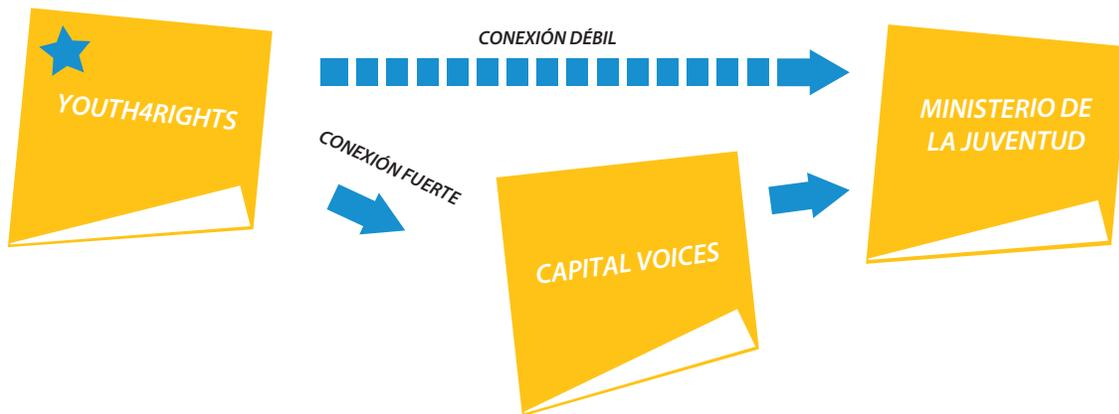 CONEXIÓN DÉBIL
YOUTH4RIGHTS
CONEXIÓN FUERTE
CAPITAL VOICES
MINISTERIO DE
LA JUVENTUD